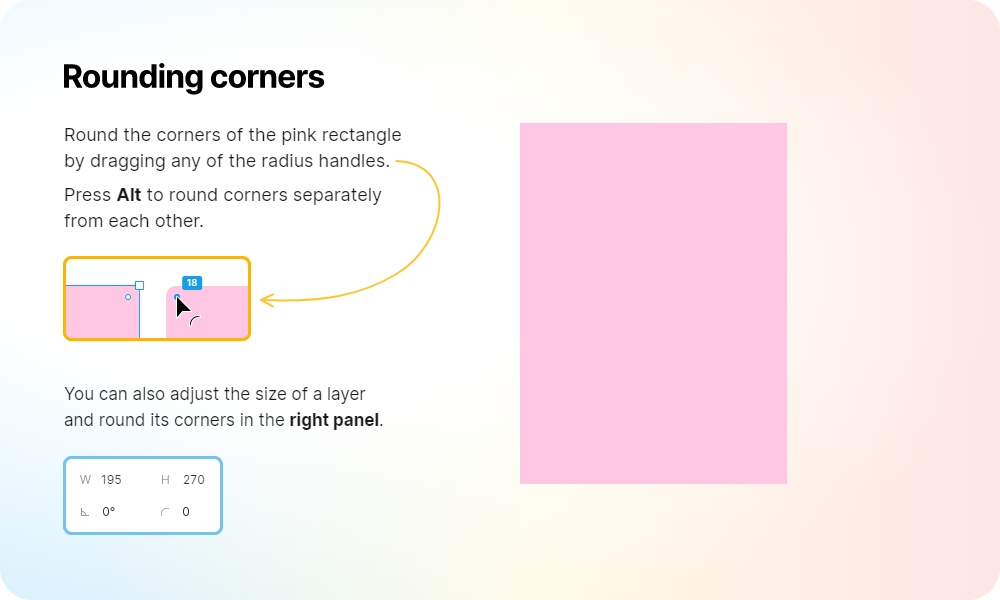 Rounding corners
Round the corners of the pink rectangle
by dragging any of the radius handles.
Press Alt to round corners separately
from each other.
18
You can also adjust the size of a layer
and round its corners in the right panel.
W 195 H 270
0° 0